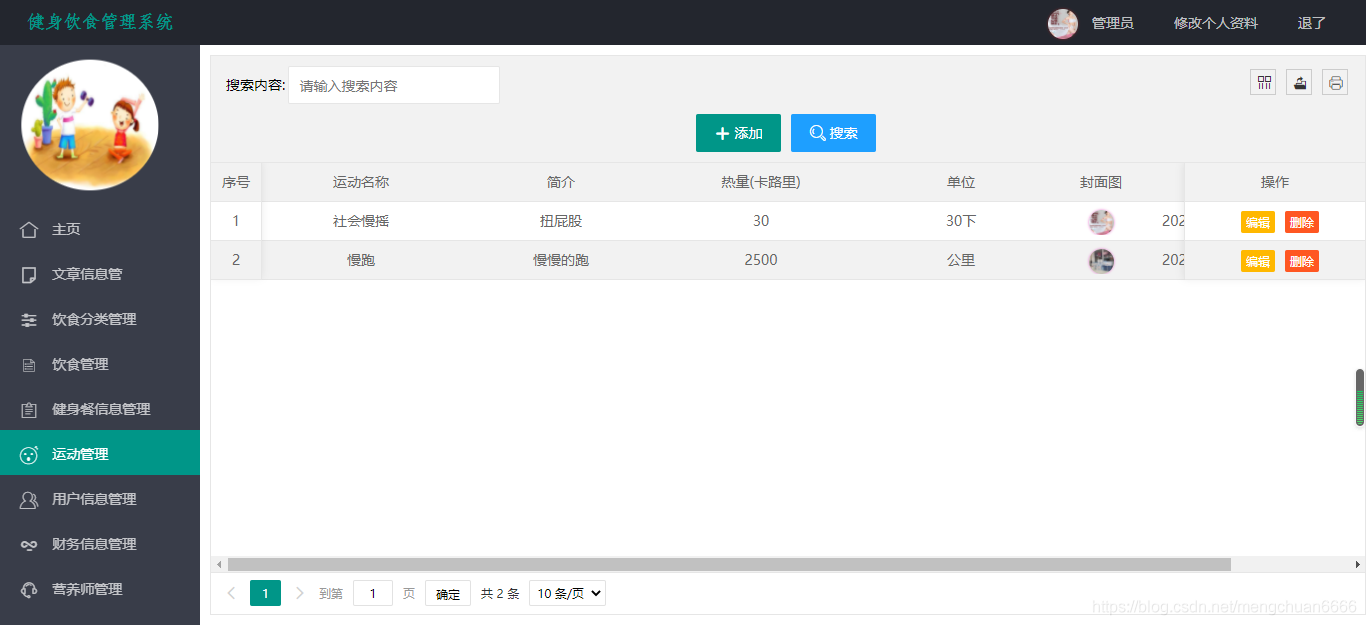 健身饮食管理系统
管理员 修改个人资料 退了
主页
文章信息管
饮食分类管理
饮食管理
健身餐信息管理
运动管理
用户信息管理
财务信息管理
营养师管理
搜索内容: 请输入搜索内容
添加 搜索
序号 运动名称 简介 热量(卡路里) 单位 封面图 操作
1 社会慢摇 扭屁股 30 30下 202 编辑 删除
2 慢跑 慢慢的跑 2500 公里 202 编辑 删除
1 到第 1 页 确定 共 2 条 10 条/页
https://blog.csdn.net/mengchuan6666